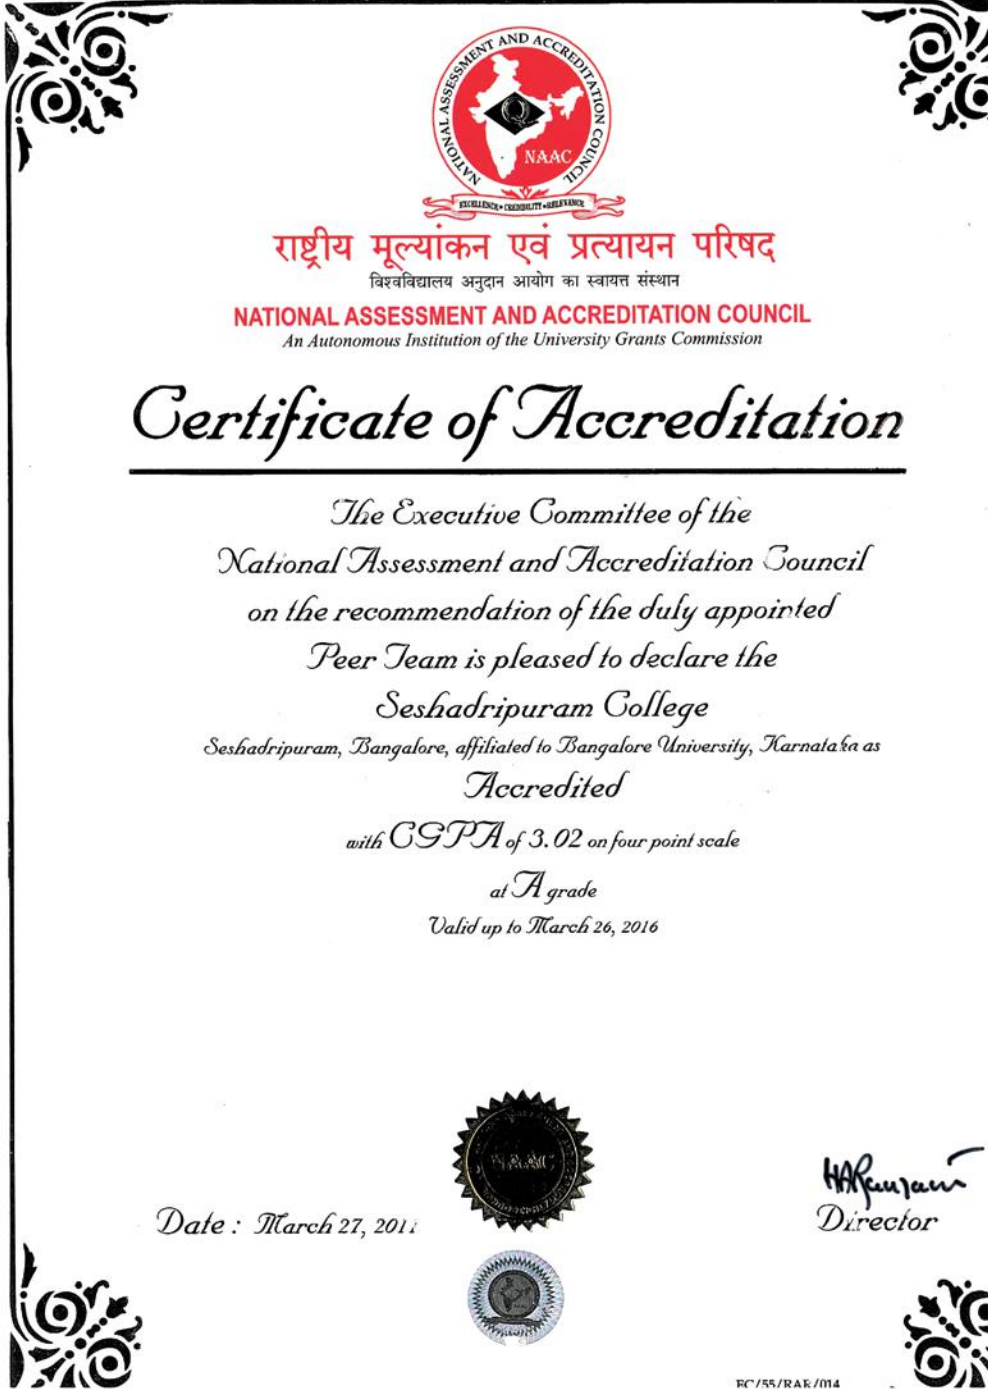 NATIONAL ASSESSMENT AND ACCREDITATION COUNCIL
NAAC
EXCELLENCE • CREDIBILITY • RELEVANCE
राष्ट्रीय मूल्यांकन एवं प्रत्यायन परिषद
विश्वविद्यालय अनुदान आयोग का स्वायत्त संस्थान
NATIONAL ASSESSMENT AND ACCREDITATION COUNCIL
An Autonomous Institution of the University Grants Commission
Certificate of Accreditation
The Executive Committee of the
National Assessment and Accreditation Council
on the recommendation of the duly appointed
Peer Team is pleased to declare the
Seshadripuram College
Seshadripuram, Bangalore, affiliated to Bangalore University, Karnataka as
Accredited
with CGPA of 3.02 on four point scale
at A grade
Valid up to March 26, 2016
NAAC
Date : March 27, 2011
Director
EC/55/RAR/014